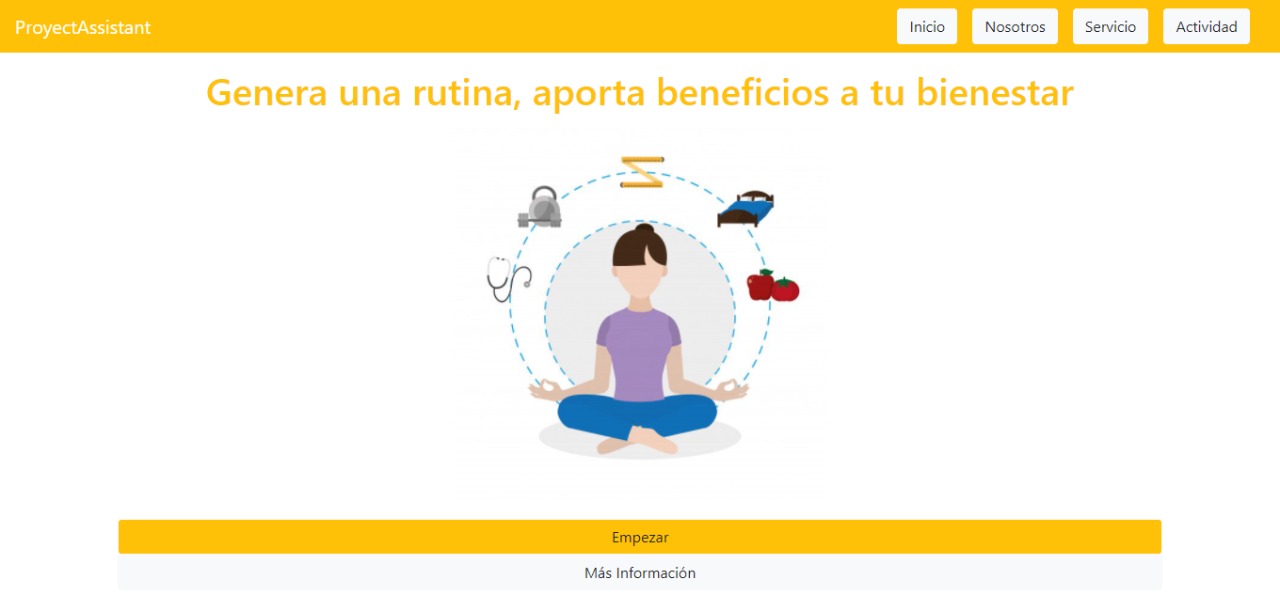 ProyectAssistant
Inicio Nosotros Servicio Actividad
Genera una rutina, aporta beneficios a tu bienestar
Empezar
Más Información